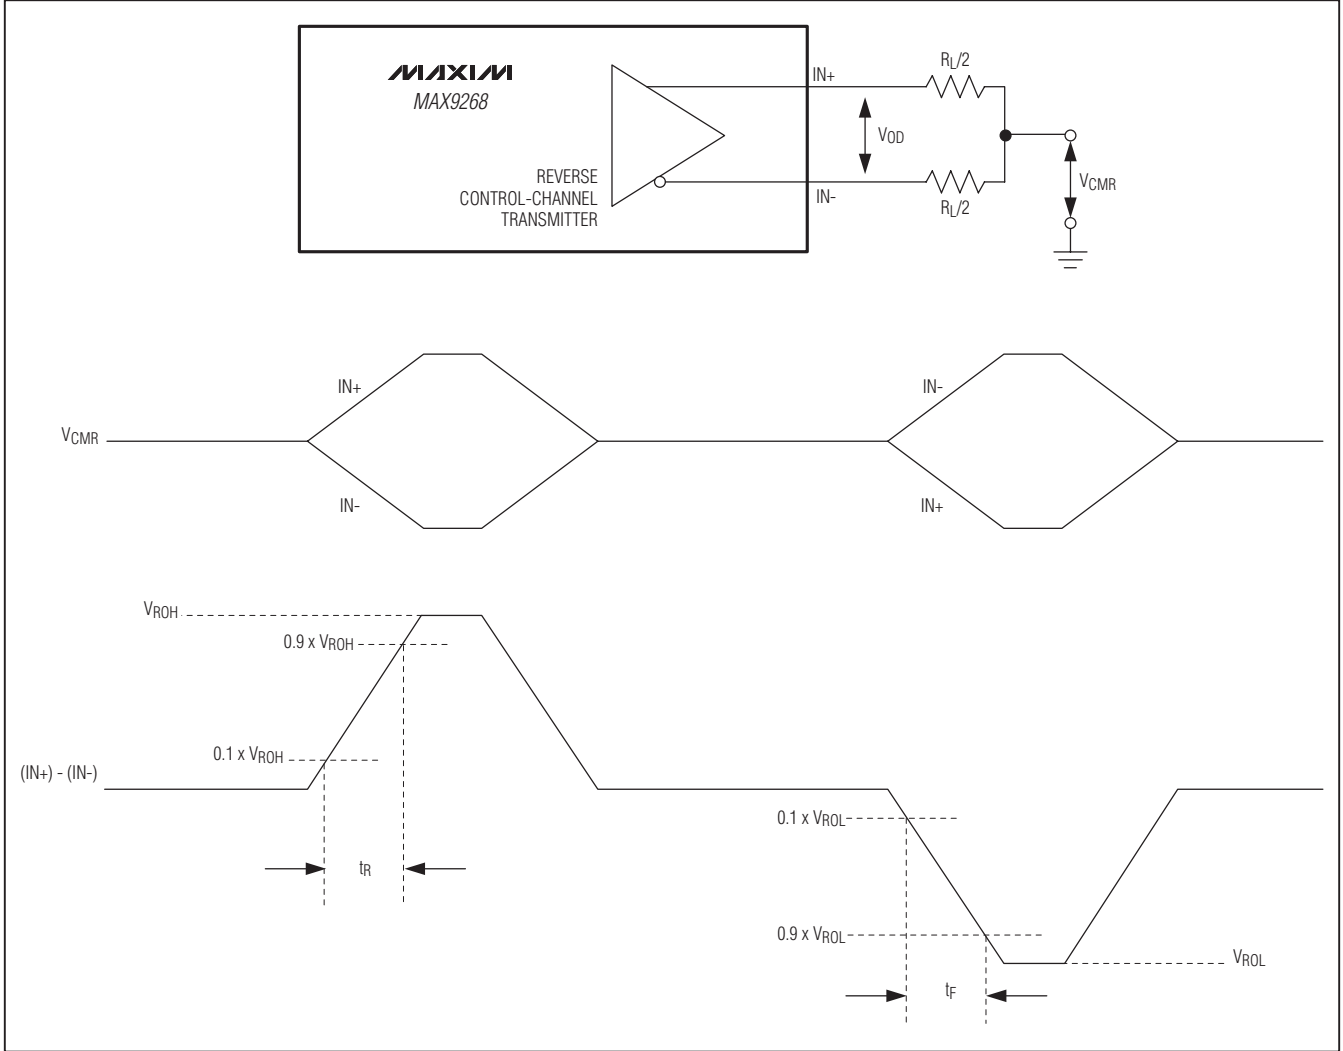 MAXIM
MAX9268
REVERSE
CONTROL-CHANNEL
TRANSMITTER
IN+
IN-
VOD
RL/2
RL/2
VCMR
VCMR
IN+
IN-
IN-
IN+
VROH
0.9 x VROH
0.1 x VROH
(IN+) - (IN-)
tR
0.1 x VROL
0.9 x VROL
VROL
tF